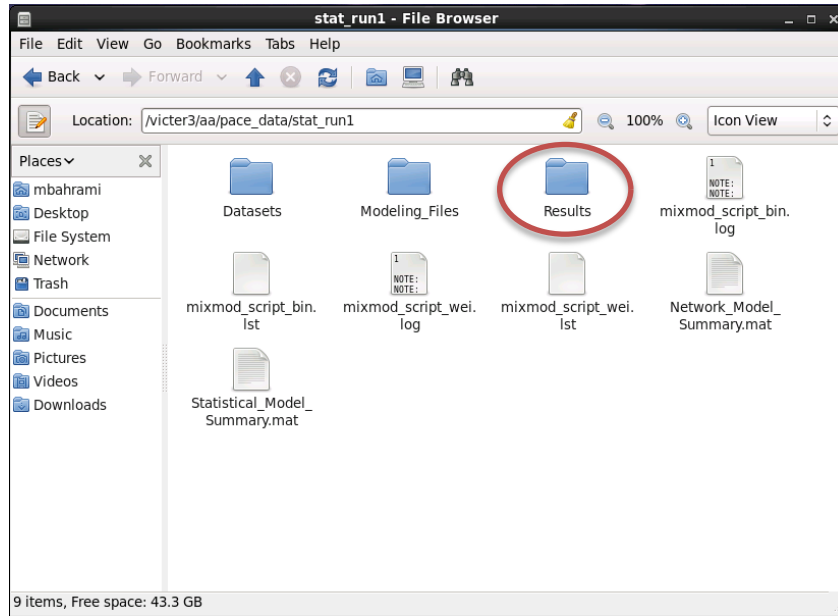 stat_run1 - File Browser
File Edit View Go Bookmarks Tabs Help
Back Forward
Location: /victer3/aa/pace_data/stat_run1 100% Icon View
Places
mbahrami
Desktop
File System
Network
Trash
Documents
Music
Pictures
Videos
Downloads
Datasets Modeling_Files Results 1
NOTE:
NOTE:
mixmod_script_bin.
log
mixmod_script_bin.
lst
1
NOTE:
NOTE:
mixmod_script_wei.
log
mixmod_script_wei.
lst
Network_Model_
Summary.mat
Statistical_Model_
Summary.mat
9 items, Free space: 43.3 GB